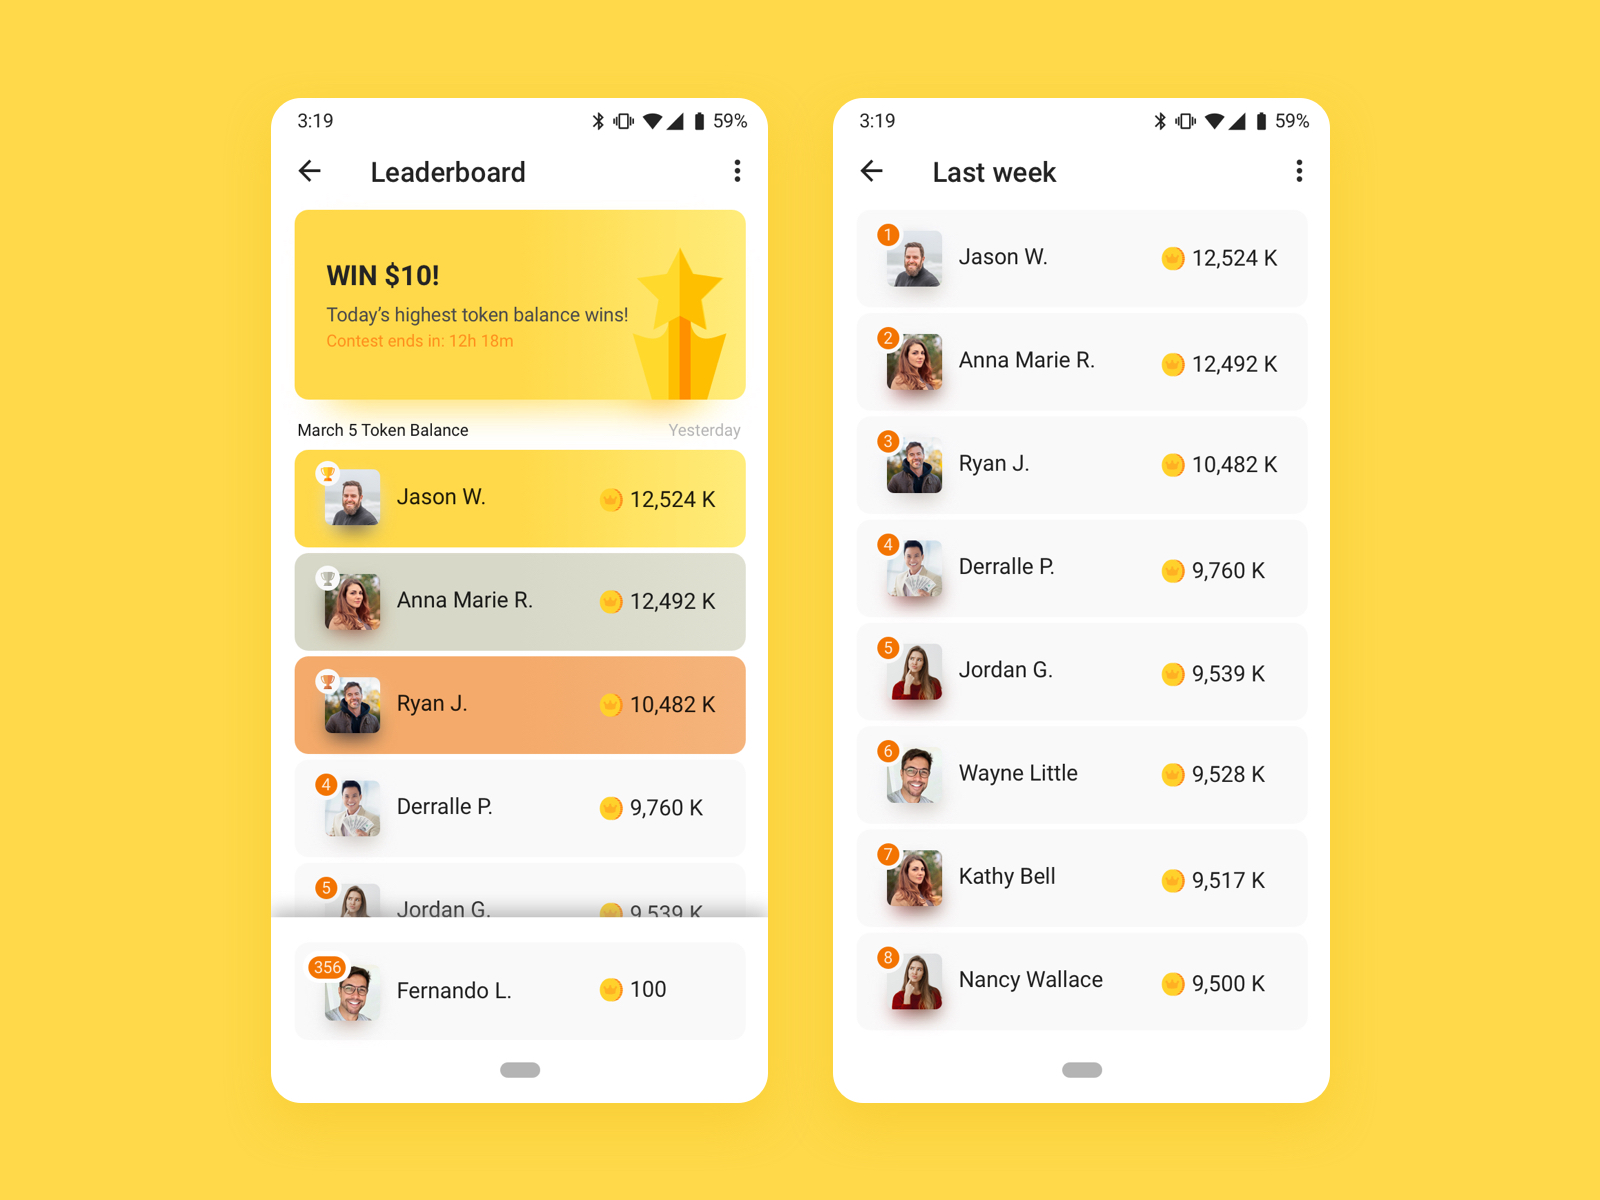 3:19
59%
Leaderboard
WIN $10!
Today’s highest token balance wins!
Contest ends in: 12h 18m
March 5 Token Balance
Yesterday
Jason W.
12,524 K
Anna Marie R.
12,492 K
Ryan J.
10,482 K
4
Derralle P.
9,760 K
5
Jordan G.
9,539 K
356
Fernando L.
100
3:19
59%
Last week
1
Jason W.
12,524 K
2
Anna Marie R.
12,492 K
3
Ryan J.
10,482 K
4
Derralle P.
9,760 K
5
Jordan G.
9,539 K
6
Wayne Little
9,528 K
7
Kathy Bell
9,517 K
8
Nancy Wallace
9,500 K